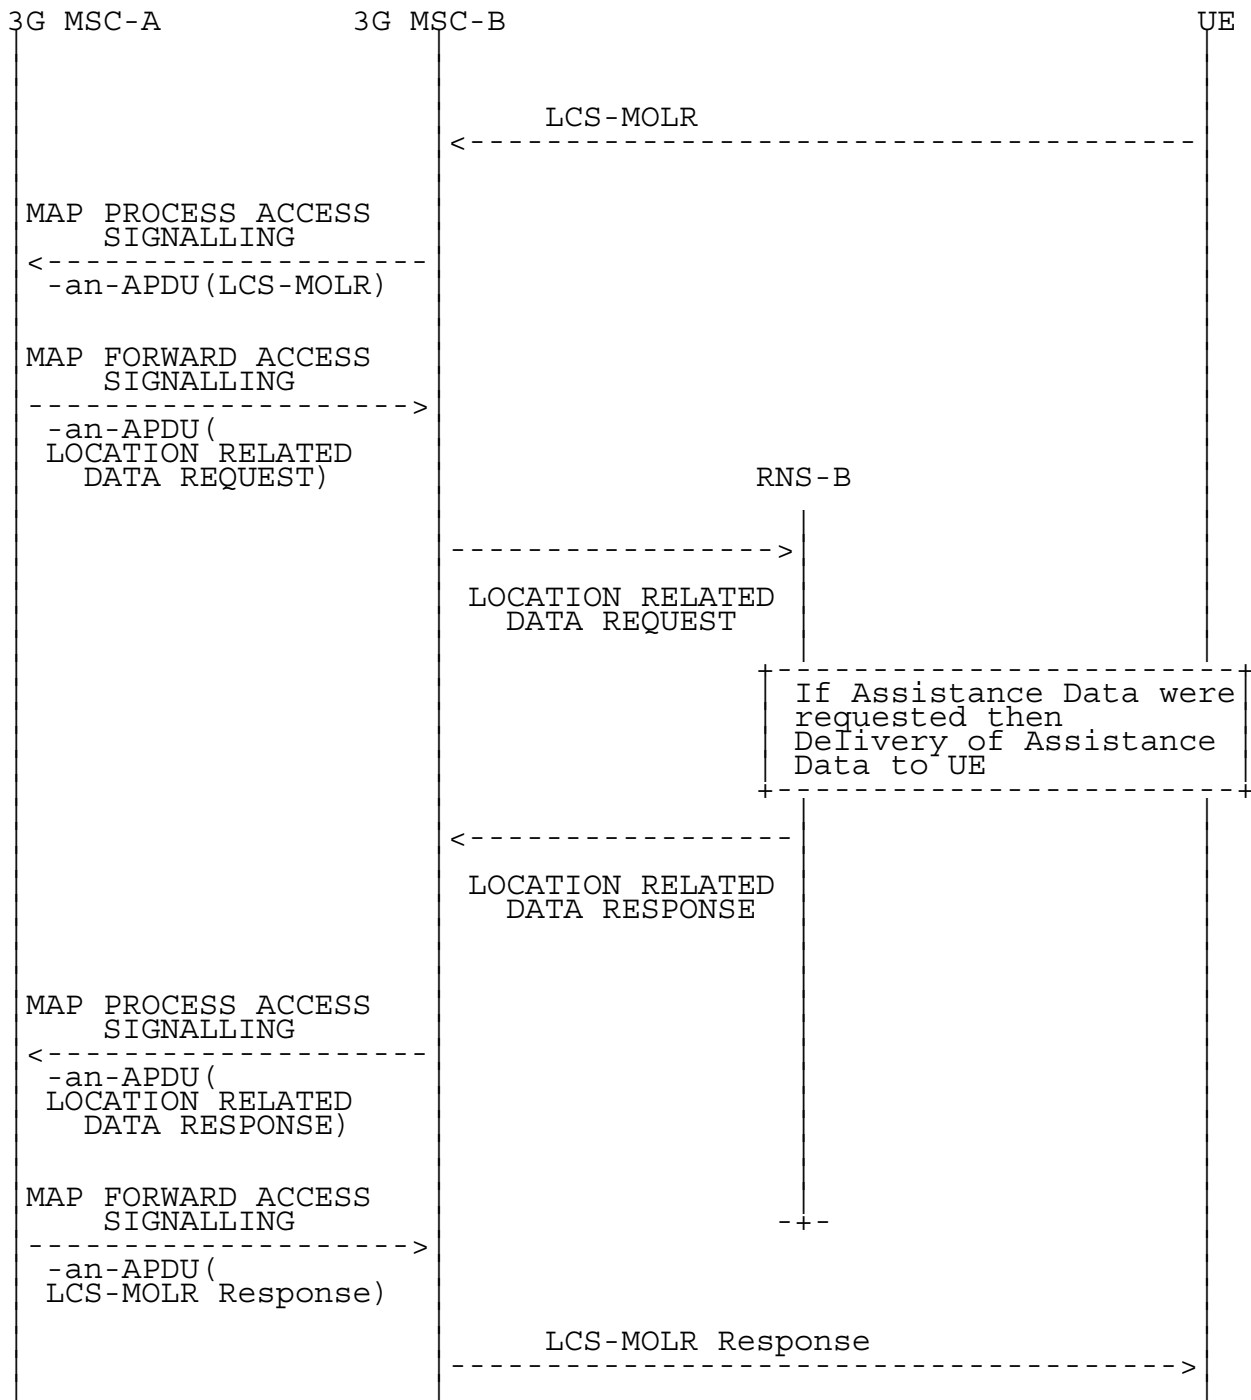 3G MSC-A 3G MSC-B UE
LCS-MOLR
MAP PROCESS ACCESS
SIGNALLING
-an-APDU(LCS-MOLR)
MAP FORWARD ACCESS
SIGNALLING
-an-APDU(
LOCATION RELATED
DATA REQUEST)
RNS-B
LOCATION RELATED
DATA REQUEST
If Assistance Data were
requested then
Delivery of Assistance
Data to UE
LOCATION RELATED
DATA RESPONSE
MAP PROCESS ACCESS
SIGNALLING
-an-APDU(
LOCATION RELATED
DATA RESPONSE)
MAP FORWARD ACCESS
SIGNALLING
-an-APDU(
LCS-MOLR Response)
LCS-MOLR Response